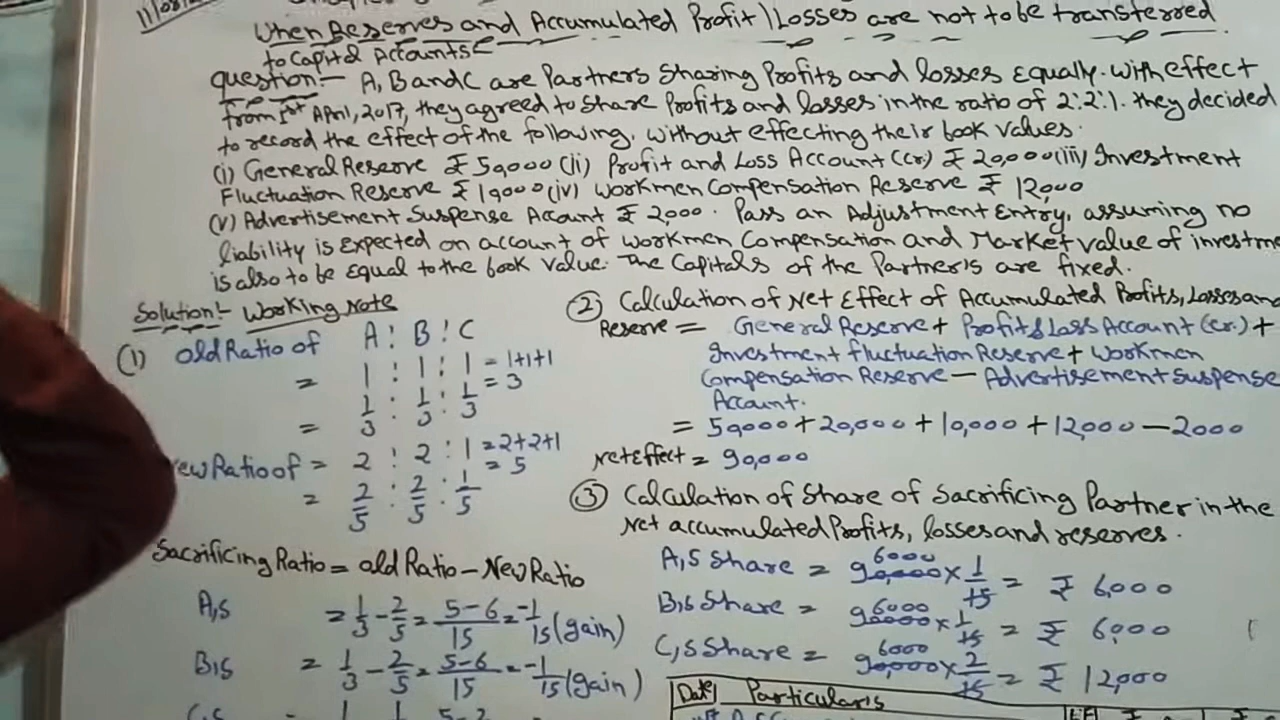 11/08/
When Reserves and Accumulated Profit/Losses are not to be transferred
to Capital Accounts:-
question:- A, B and C are Partners Sharing Profits and losses Equally. With effect
from 1st April, 2017, they agreed to Share Profits and losses in the ratio of 2:2:1. they decided
to record the effect of the following, without effecting their book values.
(i) General Reserve ₹ 50,000 (ii) Profit and Loss Account (Cr.) ₹ 20,000 (iii) Investment
Fluctuation Reserve ₹ 10,000 (iv) Workmen Compensation Reserve ₹ 12,000
(v) Advertisement Suspense Account ₹ 2,000. Pass an Adjustment Entry, assuming no
liability is expected on account of Workmen Compensation and Market value of investme
is also to be Equal to the book value. The Capitals of the Partner's are fixed.
Solution:- Working Note
(1) Old Ratio of A : B : C
= 1 : 1 : 1 = 1+1+1
= 3
= 1/3 : 1/3 : 1/3
New Ratio of = 2 : 2 : 1 = 2+2+1
= 5
= 2/5 : 2/5 : 1/5
Sacrificing Ratio = Old Ratio - New Ratio
A,s = 1/3 - 2/5 = 5-6/15 = -1/15 (gain)
B,s = 1/3 - 2/5 = 5-6/15 = -1/15 (gain)
C,s = 1 1 5-3
(2) Calculation of Net Effect of Accumulated Profits, Losses an
Reserve = General Reserve + Profit & Loss Account (Cr.) +
Investment fluctuation Reserve + Workmen
Compensation Reserve - Advertisement Suspense
Account.
= 50,000 + 20,000 + 10,000 + 12,000 - 2000
Net Effect = 90,000
(3) Calculation of Share of Sacrificing Partner in the
Net accumulated Profits, losses and reserves.
A,s Share = 90,000 6000 × 1/15 = ₹ 6000
B,s Share = 90000 6000 × 1/15 = ₹ 6,000
C,s Share = 90,000 6000 × 2/15 = ₹ 12,000
Date Particulars L.F. ₹ ₹